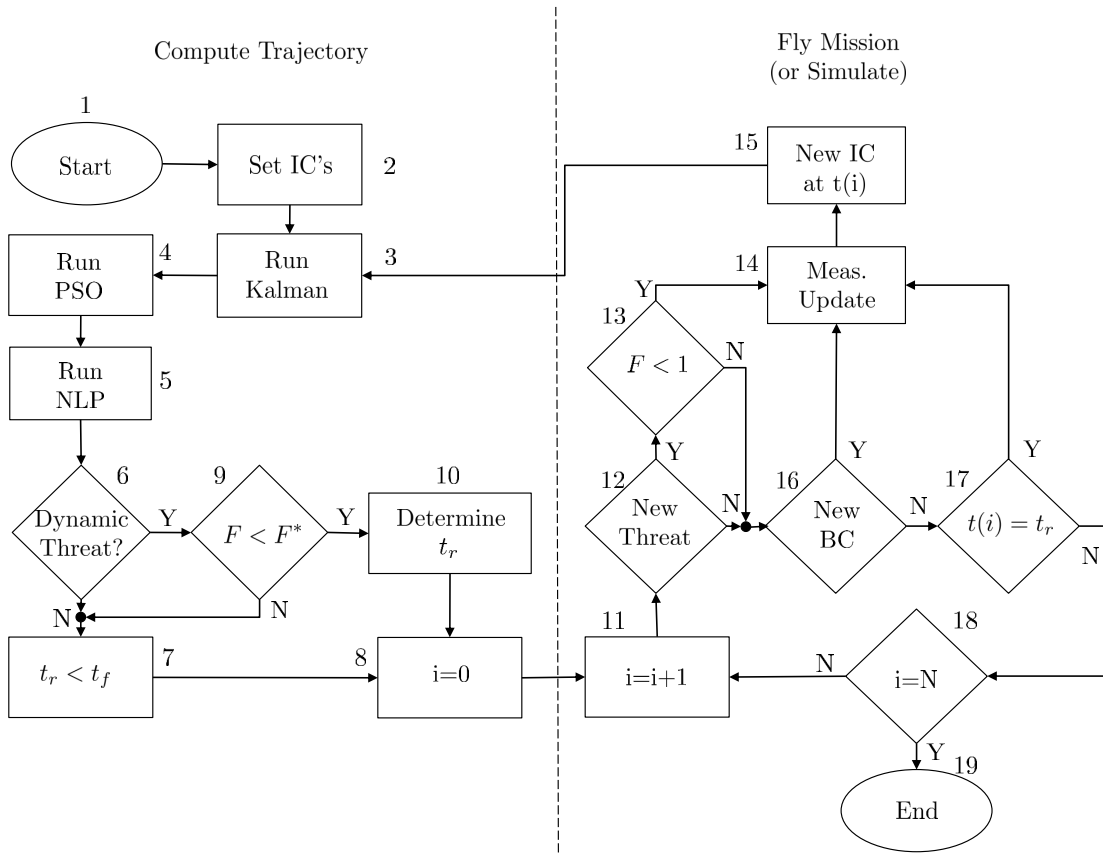 Compute Trajectory
Fly Mission
(or Simulate)
1
Start
Set IC's
2
15
New IC
at t(i)
4
Run
PSO
Run
Kalman
3
14
Meas.
Update
Y
13
F < 1
N
Run
NLP
5
Y
Y
Y
6
9
10
12
16
17
Dynamic
Threat?
Y
F < F*
Y
Determine
t_r
New
Threat
N
New
BC
N
t(i) = t_r
N
N
N
t_r < t_f
7
8
i=0
11
i=i+1
N
18
i=N
Y
19
End